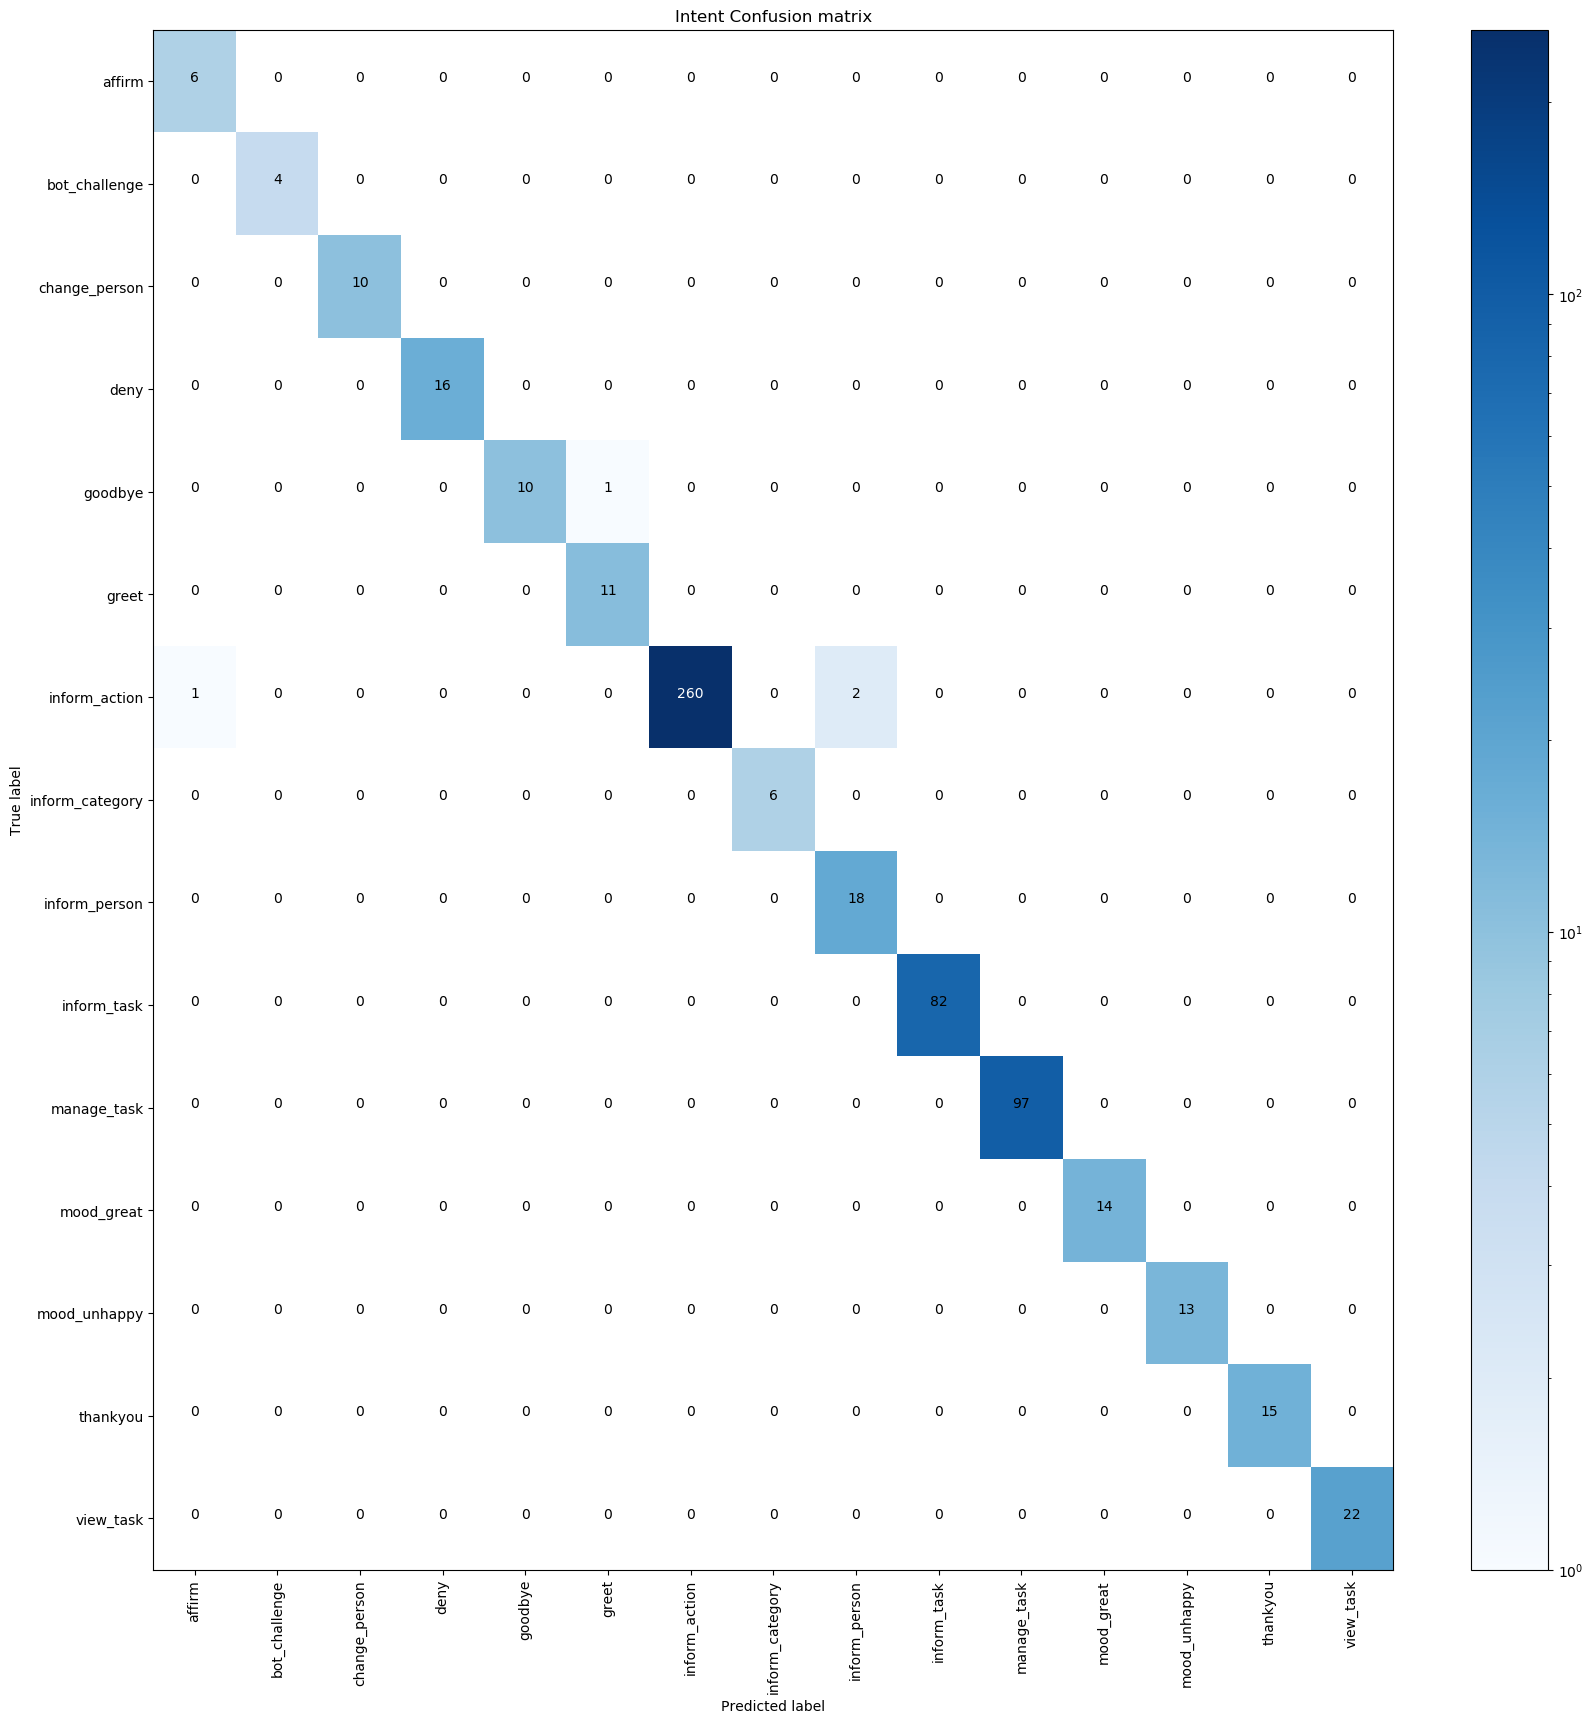 Intent Confusion matrix
affirm 6 0 0 0 0 0 0 0 0 0 0 0 0 0 0
bot_challenge 0 4 0 0 0 0 0 0 0 0 0 0 0 0 0
change_person 0 0 10 0 0 0 0 0 0 0 0 0 0 0 0
10²
deny 0 0 0 16 0 0 0 0 0 0 0 0 0 0 0
goodbye 0 0 0 0 10 1 0 0 0 0 0 0 0 0 0
greet 0 0 0 0 0 11 0 0 0 0 0 0 0 0 0
inform_action 1 0 0 0 0 0 260 0 2 0 0 0 0 0 0
True label
inform_category 0 0 0 0 0 0 0 6 0 0 0 0 0 0 0
inform_person 0 0 0 0 0 0 0 0 18 0 0 0 0 0 0
10¹
inform_task 0 0 0 0 0 0 0 0 0 82 0 0 0 0 0
manage_task 0 0 0 0 0 0 0 0 0 0 97 0 0 0 0
mood_great 0 0 0 0 0 0 0 0 0 0 0 14 0 0 0
mood_unhappy 0 0 0 0 0 0 0 0 0 0 0 0 13 0 0
thankyou 0 0 0 0 0 0 0 0 0 0 0 0 0 15 0
view_task 0 0 0 0 0 0 0 0 0 0 0 0 0 0 22
10⁰
affirm
bot_challenge
change_person
deny
goodbye
greet
inform_action
inform_category
inform_person
inform_task
manage_task
mood_great
mood_unhappy
thankyou
view_task
Predicted label